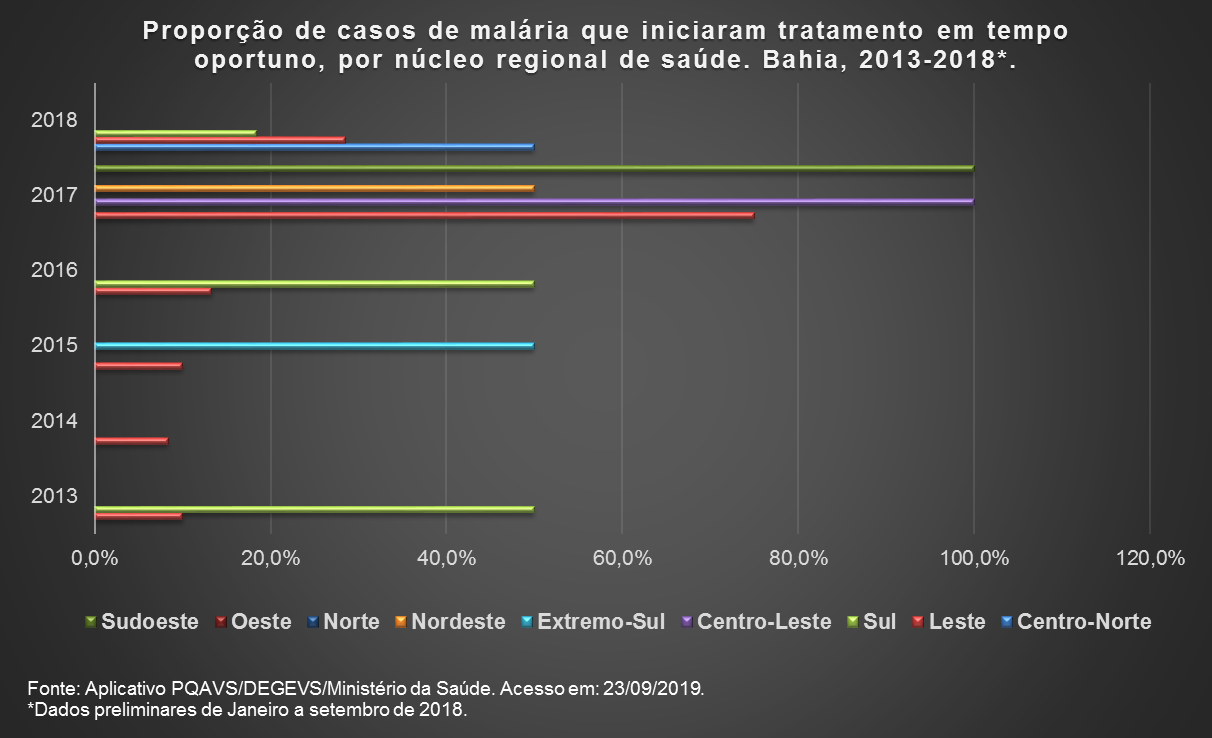 Proporção de casos de malária que iniciaram tratamento em tempo
oportuno, por núcleo regional de saúde. Bahia, 2013-2018*.
2018
2017
2016
2015
2014
2013
0,0% 20,0% 40,0% 60,0% 80,0% 100,0% 120,0%
Sudoeste Oeste Norte Nordeste Extremo-Sul Centro-Leste Sul Leste Centro-Norte
Fonte: Aplicativo PQAVS/DEGEVS/Ministério da Saúde. Acesso em: 23/09/2019.
*Dados preliminares de Janeiro a setembro de 2018.